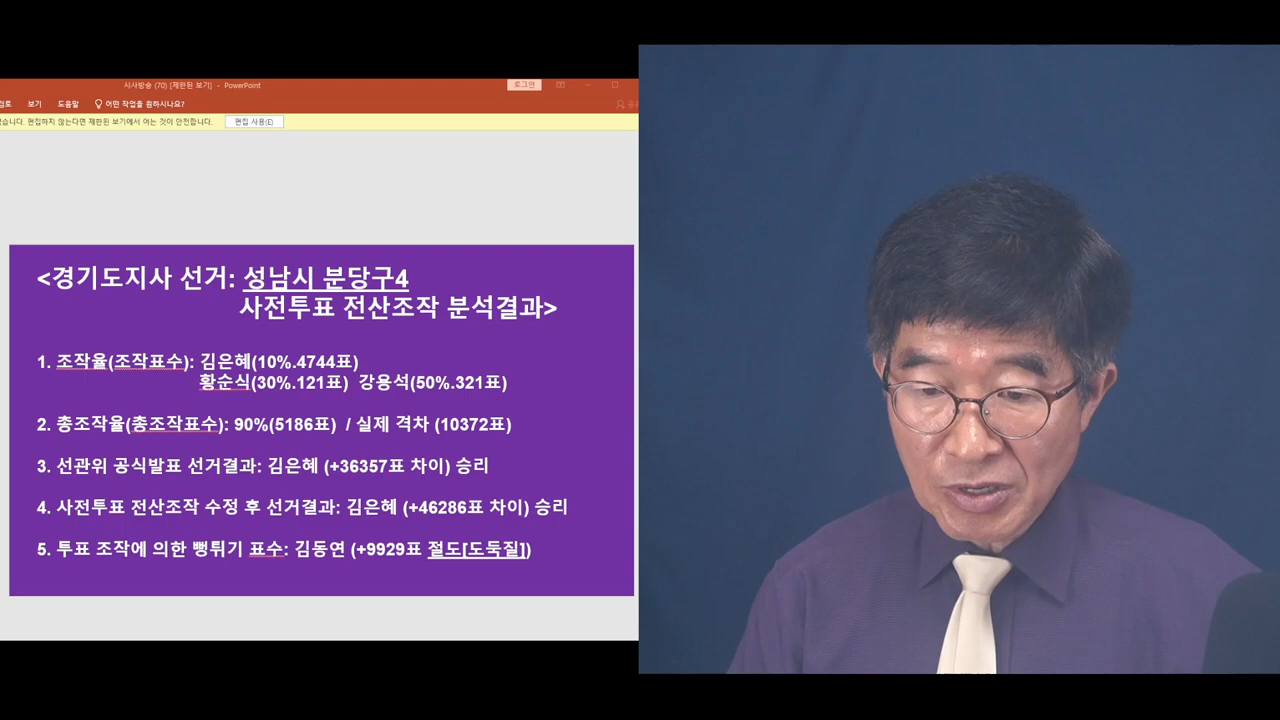 시사방송 (70) [제한된 보기] - PowerPoint
로그인
검토 보기 도움말 어떤 작업을 원하시나요?
편집하지 않는다면 제한된 보기에서 여는 것이 안전합니다. 편집 사용(E)
<경기도지사 선거: 성남시 분당구4
사전투표 전산조작 분석결과>
1. 조작율(조작표수): 김은혜(10%.4744표)
황순식(30%.121표) 강용석(50%.321표)
2. 총조작율(총조작표수): 90%(5186표) / 실제 격차 (10372표)
3. 선관위 공식발표 선거결과: 김은혜 (+36357표 차이) 승리
4. 사전투표 전산조작 수정 후 선거결과: 김은혜 (+46286표 차이) 승리
5. 투표 조작에 의한 뻥튀기 표수: 김동연 (+9929표 절도[도둑질])